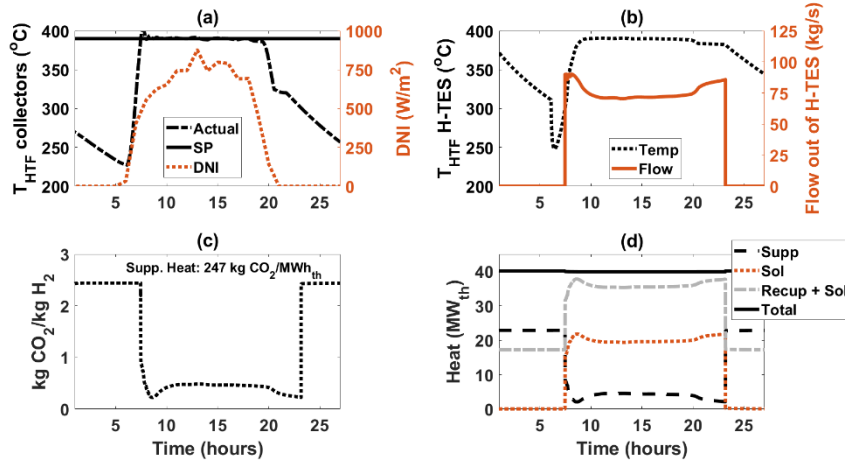 (a)
T_HTF collectors (°C)
400
350
300
250
200
1000
750
500
250
0
DNI (W/m²)
Actual
SP
DNI
5
10
15
20
25
(b)
T_HTF H-TES (°C)
400
350
300
250
200
125
100
75
50
25
0
Flow out of H-TES (kg/s)
Temp
Flow
5
10
15
20
25
(c)
kg CO₂/kg H₂
3
2
1
0
Supp. Heat: 247 kg CO₂/MWh_th
5
10
15
20
25
Time (hours)
(d)
Heat (MW_th)
40
30
20
10
0
Supp
Sol
Recup + Sol
Total
5
10
15
20
25
Time (hours)